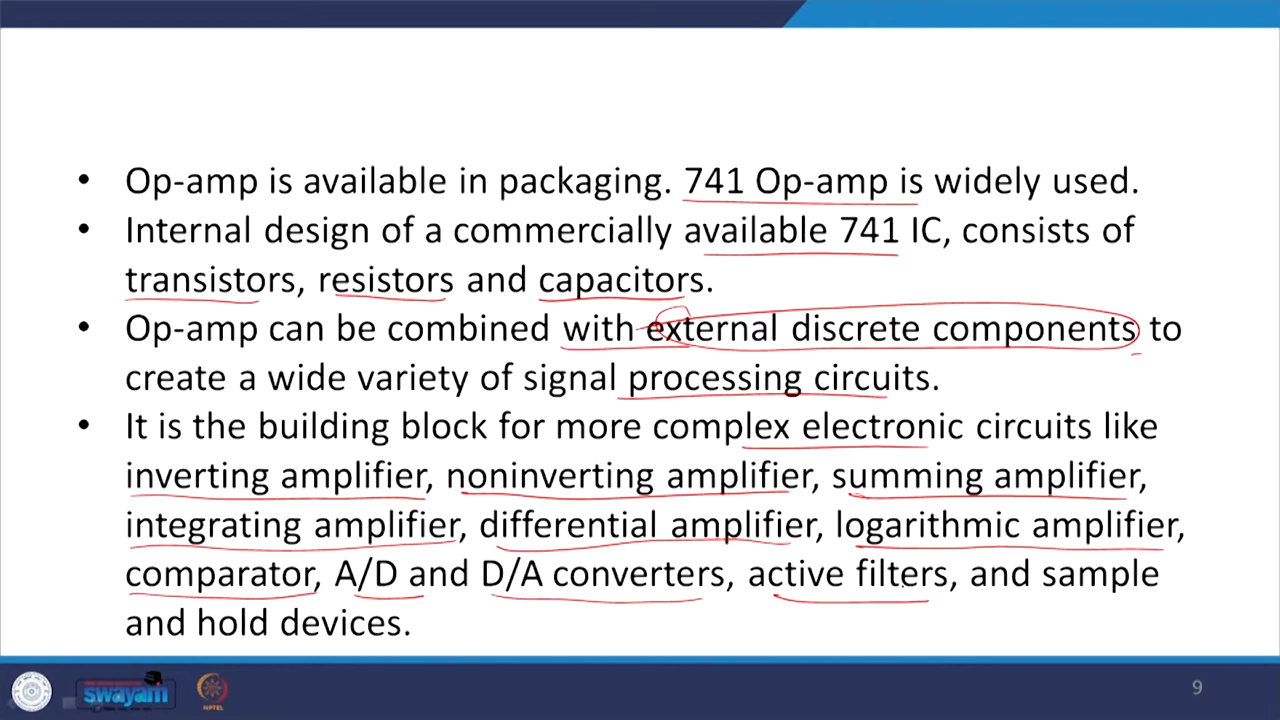 • Op-amp is available in packaging. 741 Op-amp is widely used.
• Internal design of a commercially available 741 IC, consists of
transistors, resistors and capacitors.
• Op-amp can be combined with external discrete components to
create a wide variety of signal processing circuits.
• It is the building block for more complex electronic circuits like
inverting amplifier, noninverting amplifier, summing amplifier,
integrating amplifier, differential amplifier, logarithmic amplifier,
comparator, A/D and D/A converters, active filters, and sample
and hold devices.
swayam
NPTEL
9